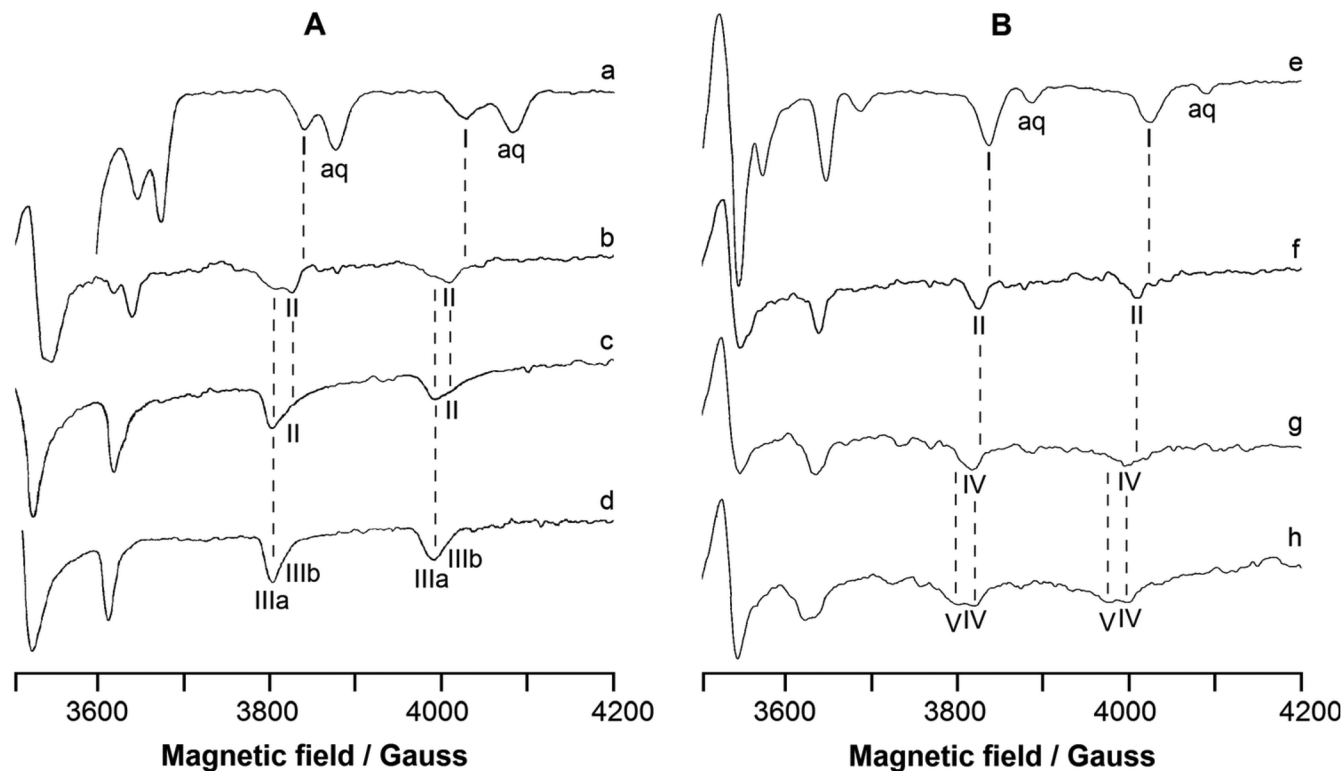 A
a
I
aq
I
aq
b
II
II
c
II
II
d
IIIb
IIIb
IIIa
IIIa
3600
3800
4000
4200
Magnetic field / Gauss
B
e
aq
aq
I
I
f
II
II
g
IV
IV
h
V
IV
V
IV
3600
3800
4000
4200
Magnetic field / Gauss